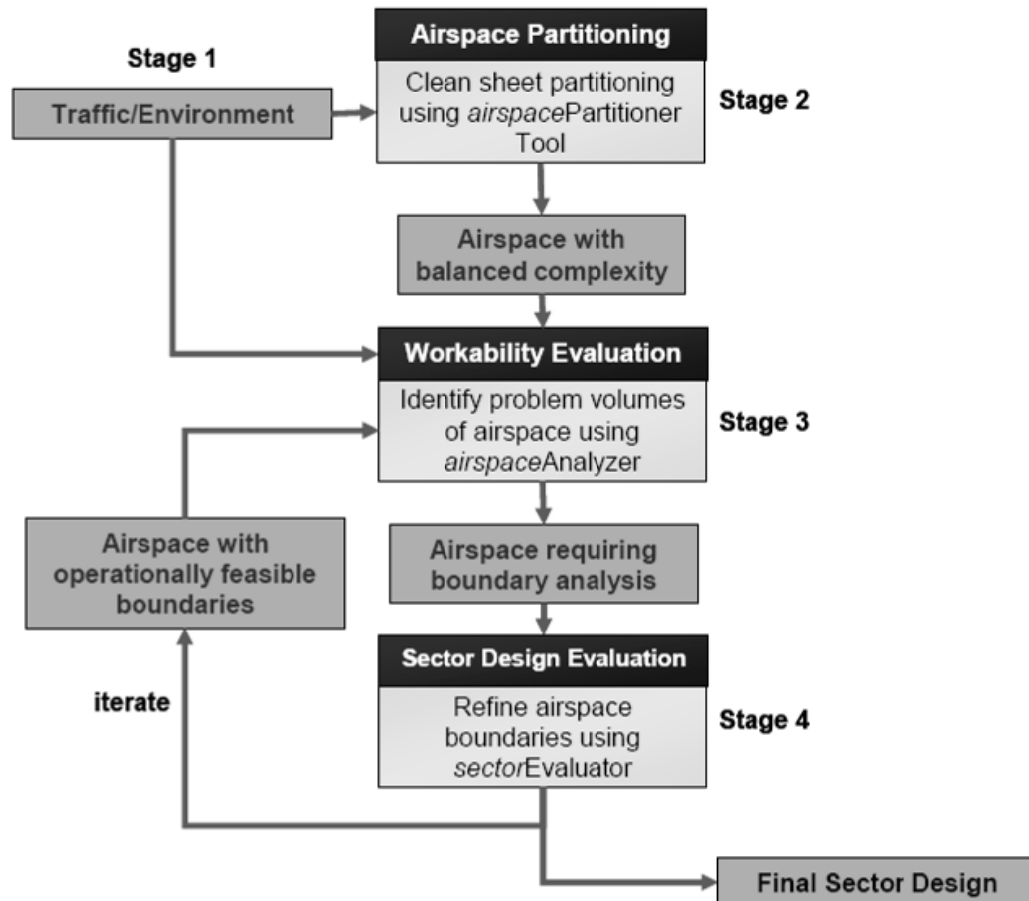 Airspace Partitioning
Stage 1
Clean sheet partitioning
using airspacePartitioner
Tool
Stage 2
Traffic/Environment
Airspace with
balanced complexity
Workability Evaluation
Identify problem volumes
of airspace using
airspaceAnalyzer
Stage 3
Airspace with
operationally feasible
boundaries
Airspace requiring
boundary analysis
Sector Design Evaluation
iterate
Refine airspace
boundaries using
sectorEvaluator
Stage 4
Final Sector Design